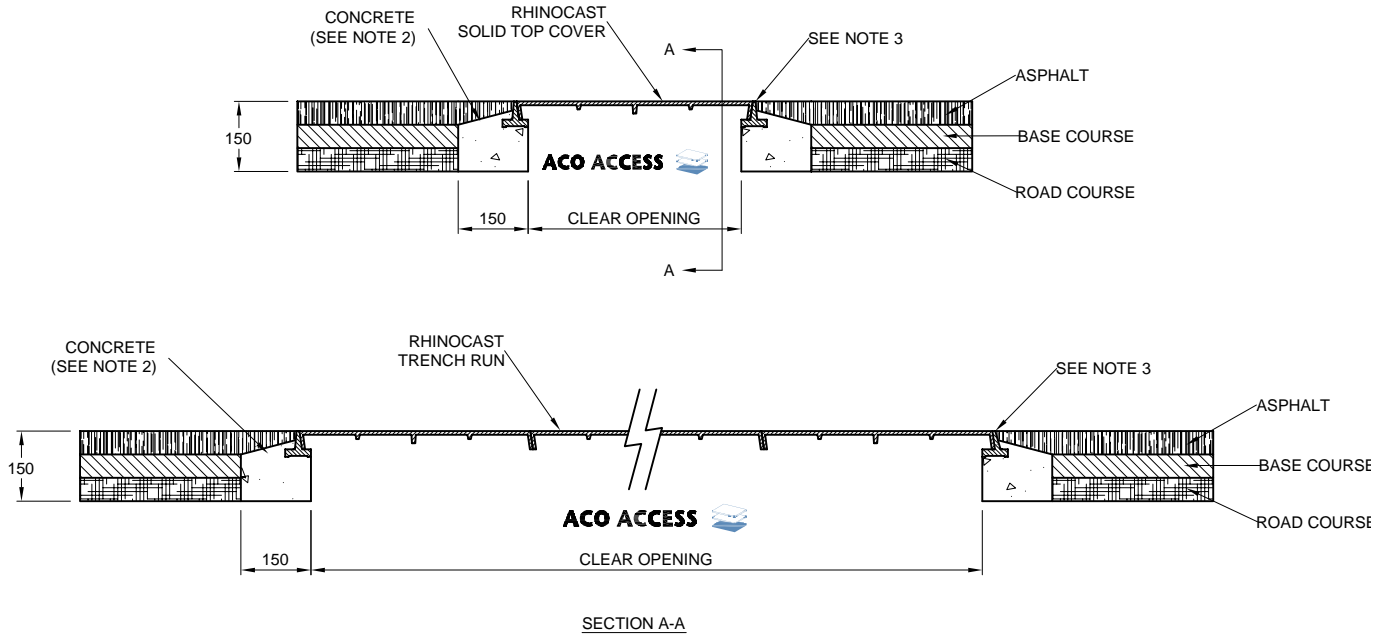 CONCRETE
(SEE NOTE 2)
RHINOCAST
SOLID TOP COVER
A
SEE NOTE 3
ASPHALT
150
BASE COURSE
ACO ACCESS
ROAD COURSE
150
CLEAR OPENING
A
CONCRETE
(SEE NOTE 2)
RHINOCAST
TRENCH RUN
SEE NOTE 3
ASPHALT
150
BASE COURSE
ACO ACCESS
ROAD COURSE
150
CLEAR OPENING
SECTION A-A